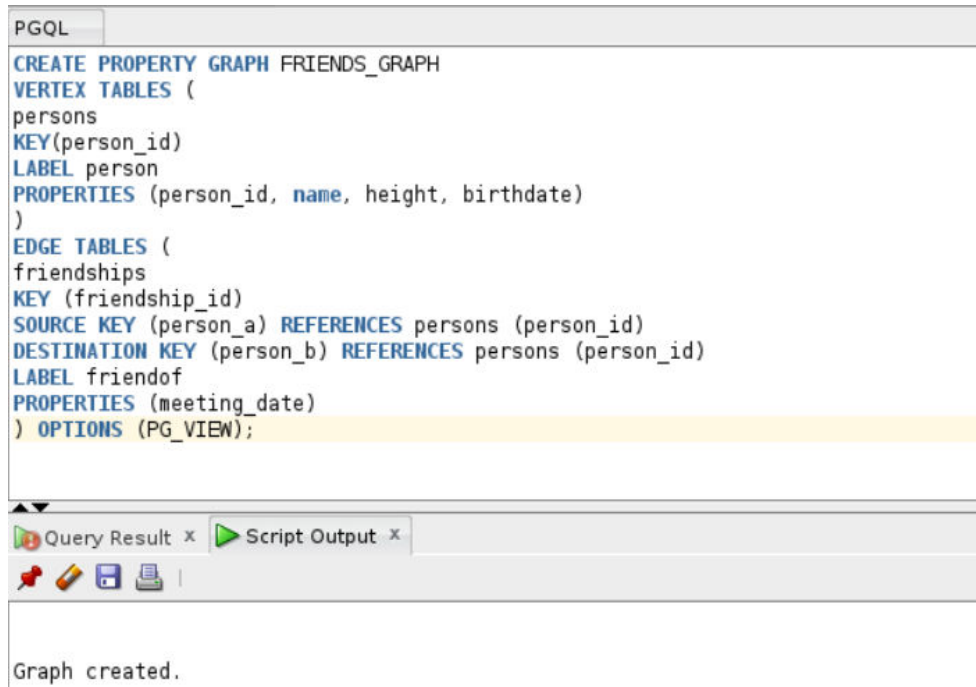 PGQL
CREATE PROPERTY GRAPH FRIENDS_GRAPH
VERTEX TABLES (
persons
KEY(person_id)
LABEL person
PROPERTIES (person_id, name, height, birthdate)
)
EDGE TABLES (
friendships
KEY (friendship_id)
SOURCE KEY (person_a) REFERENCES persons (person_id)
DESTINATION KEY (person_b) REFERENCES persons (person_id)
LABEL friendof
PROPERTIES (meeting_date)
) OPTIONS (PG_VIEW);
Query Result x Script Output x
Graph created.